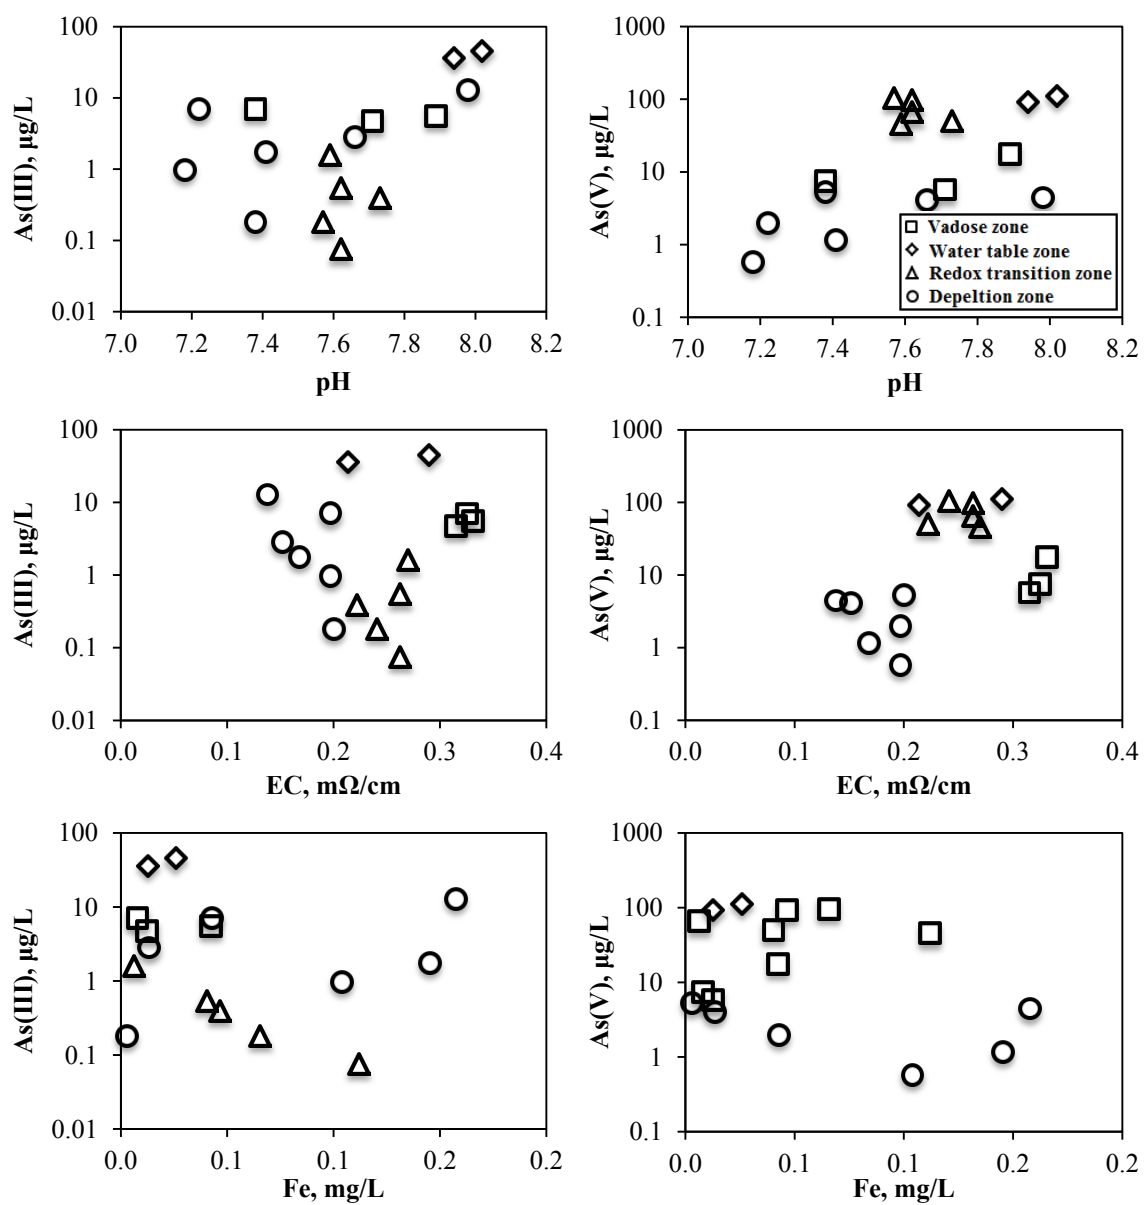 As(III), µg/L
100
10
1
0.1
0.01
7.0 7.2 7.4 7.6 7.8 8.0 8.2
pH
As(V), µg/L
1000
100
10
1
0.1
7.0 7.2 7.4 7.6 7.8 8.0 8.2
pH
Vadose zone
Water table zone
Redox transition zone
Depeltion zone
As(III), µg/L
100
10
1
0.1
0.01
0.0 0.1 0.2 0.3 0.4
EC, mΩ/cm
As(V), µg/L
1000
100
10
1
0.1
0.0 0.1 0.2 0.3 0.4
EC, mΩ/cm
As(III), µg/L
100
10
1
0.1
0.01
0.0 0.1 0.1 0.2 0.2
Fe, mg/L
As(V), µg/L
1000
100
10
1
0.1
0.0 0.1 0.1 0.2 0.2
Fe, mg/L